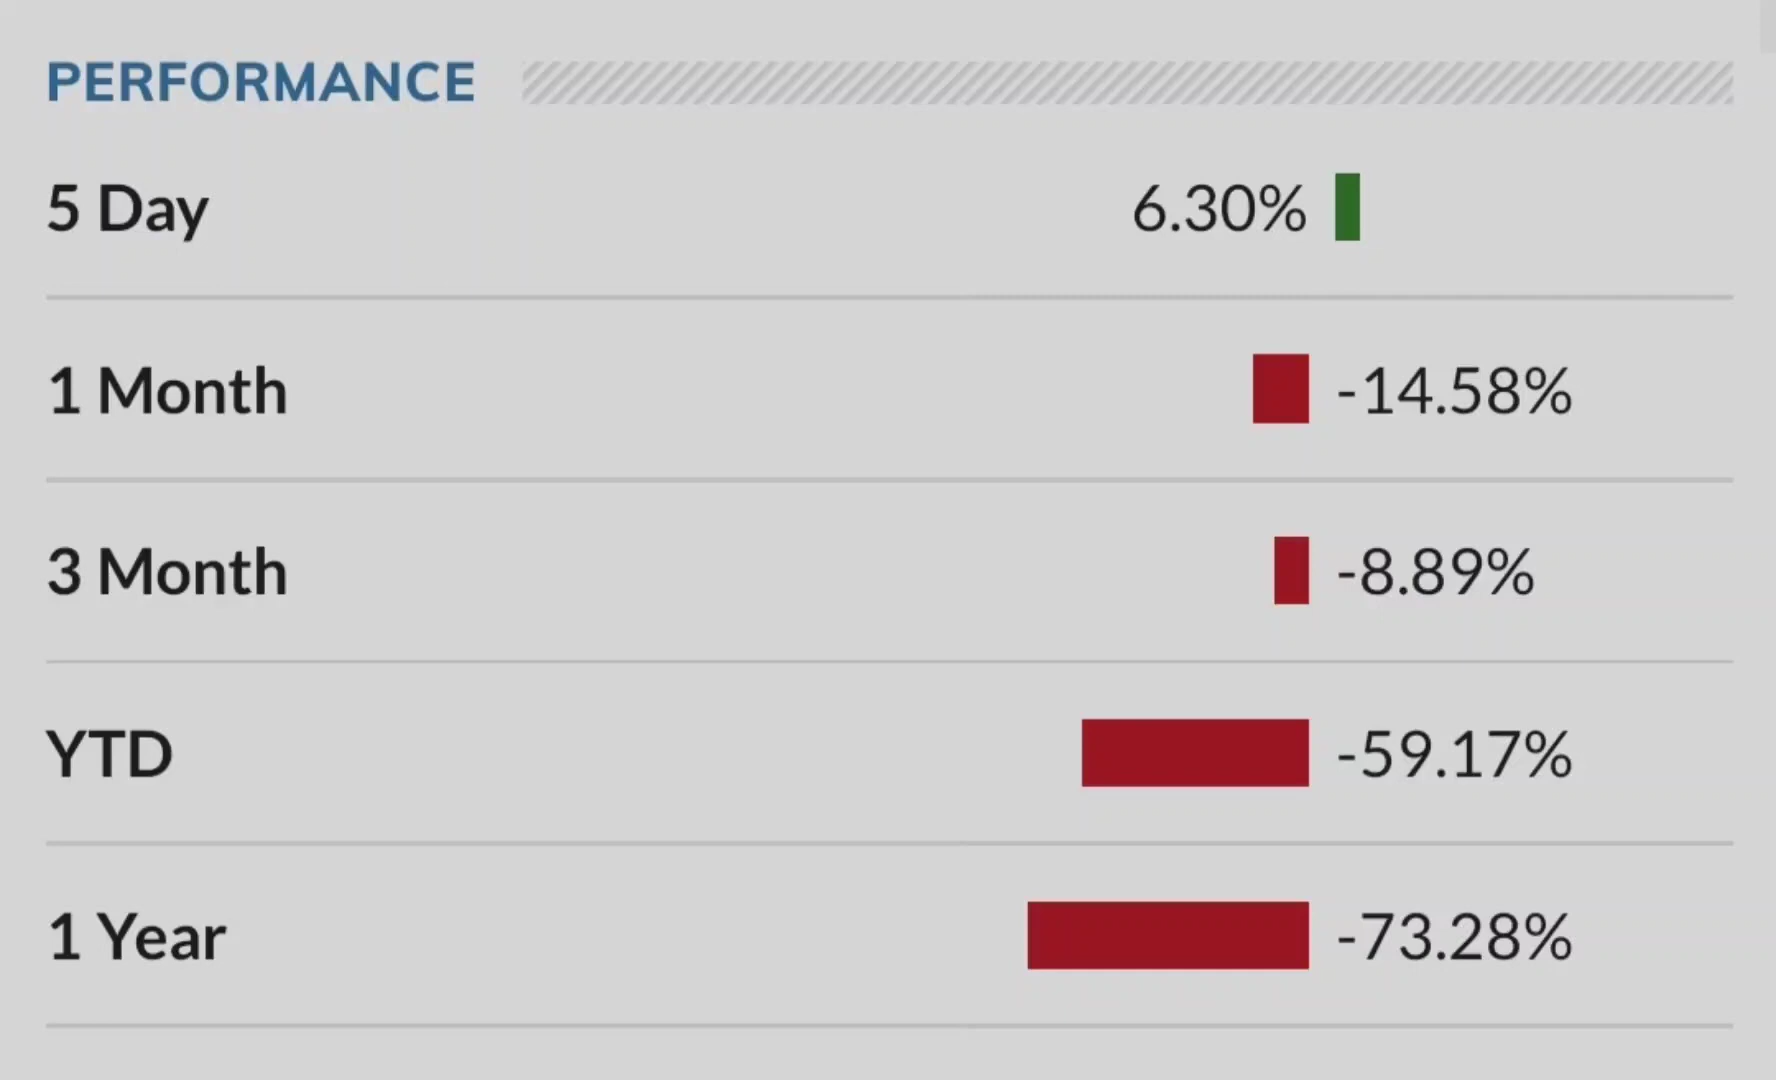 PERFORMANCE
5 Day 6.30%
1 Month -14.58%
3 Month -8.89%
YTD -59.17%
1 Year -73.28%